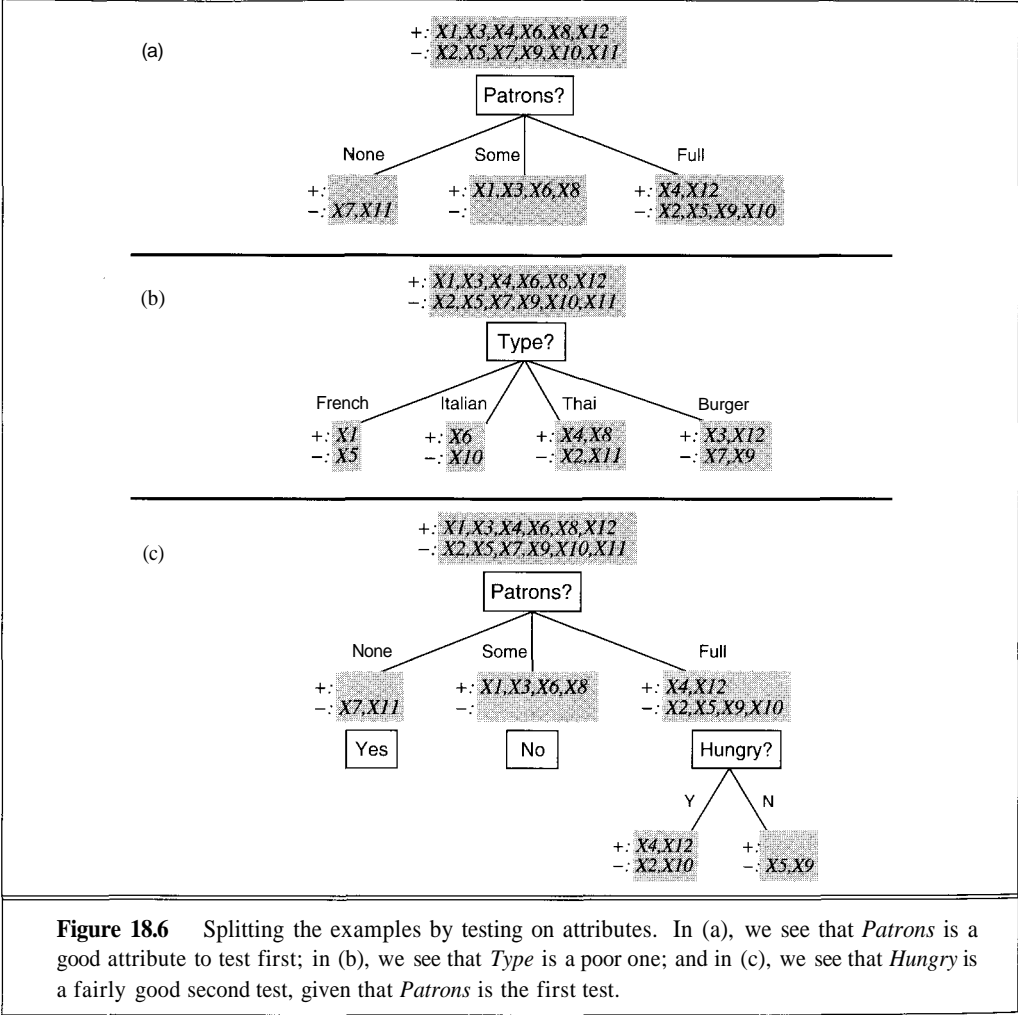 (a)
+: X1,X3,X4,X6,X8,X12
−: X2,X5,X7,X9,X10,X11
Patrons?
None Some Full
+: +: X1,X3,X6,X8 +: X4,X12
−: X7,X11 −: −: X2,X5,X9,X10
(b)
+: X1,X3,X4,X6,X8,X12
−: X2,X5,X7,X9,X10,X11
Type?
French Italian Thai Burger
+: X1 +: X6 +: X4,X8 +: X3,X12
−: X5 −: X10 −: X2,X11 −: X7,X9
(c)
+: X1,X3,X4,X6,X8,X12
−: X2,X5,X7,X9,X10,X11
Patrons?
None Some Full
+: +: X1,X3,X6,X8 +: X4,X12
−: X7,X11 −: −: X2,X5,X9,X10
Yes No Hungry?
Y N
+: X4,X12 +:
−: X2,X10 −: X5,X9
Figure 18.6 Splitting the examples by testing on attributes. In (a), we see that Patrons is a
good attribute to test first; in (b), we see that Type is a poor one; and in (c), we see that Hungry is
a fairly good second test, given that Patrons is the first test.